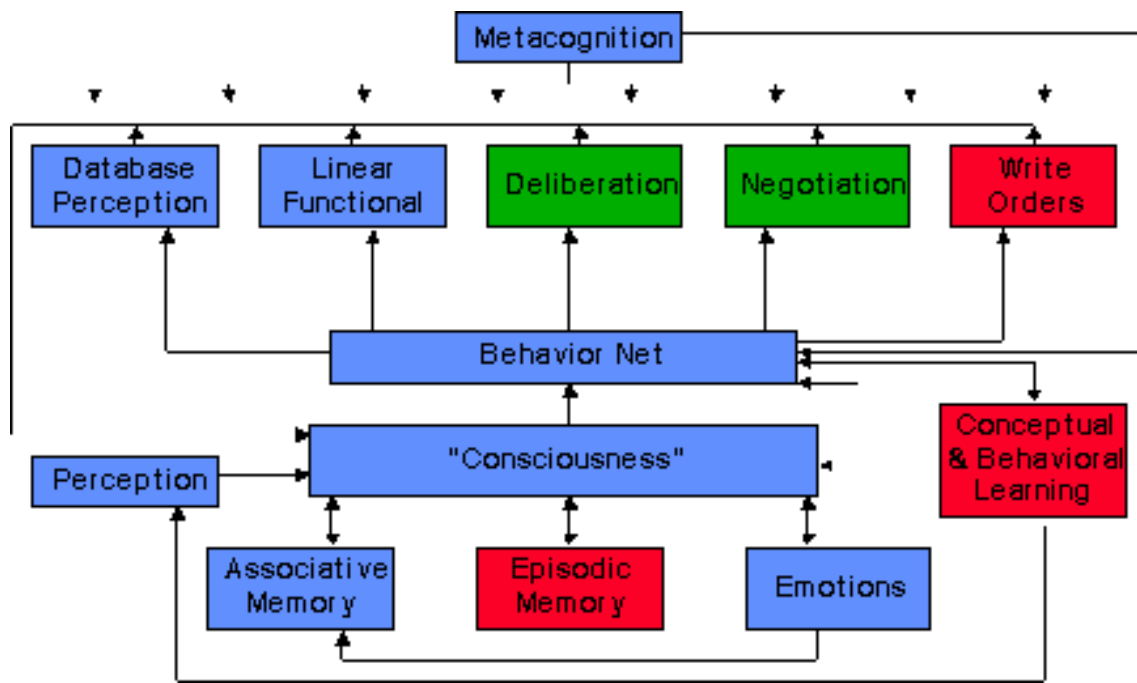 Metacognition
Database
Perception
Linear
Functional
Deliberation
Negotiation
Write
Orders
Behavior Net
"Consciousness"
Conceptual
& Behavioral
Learning
Perception
Associative
Memory
Episodic
Memory
Emotions